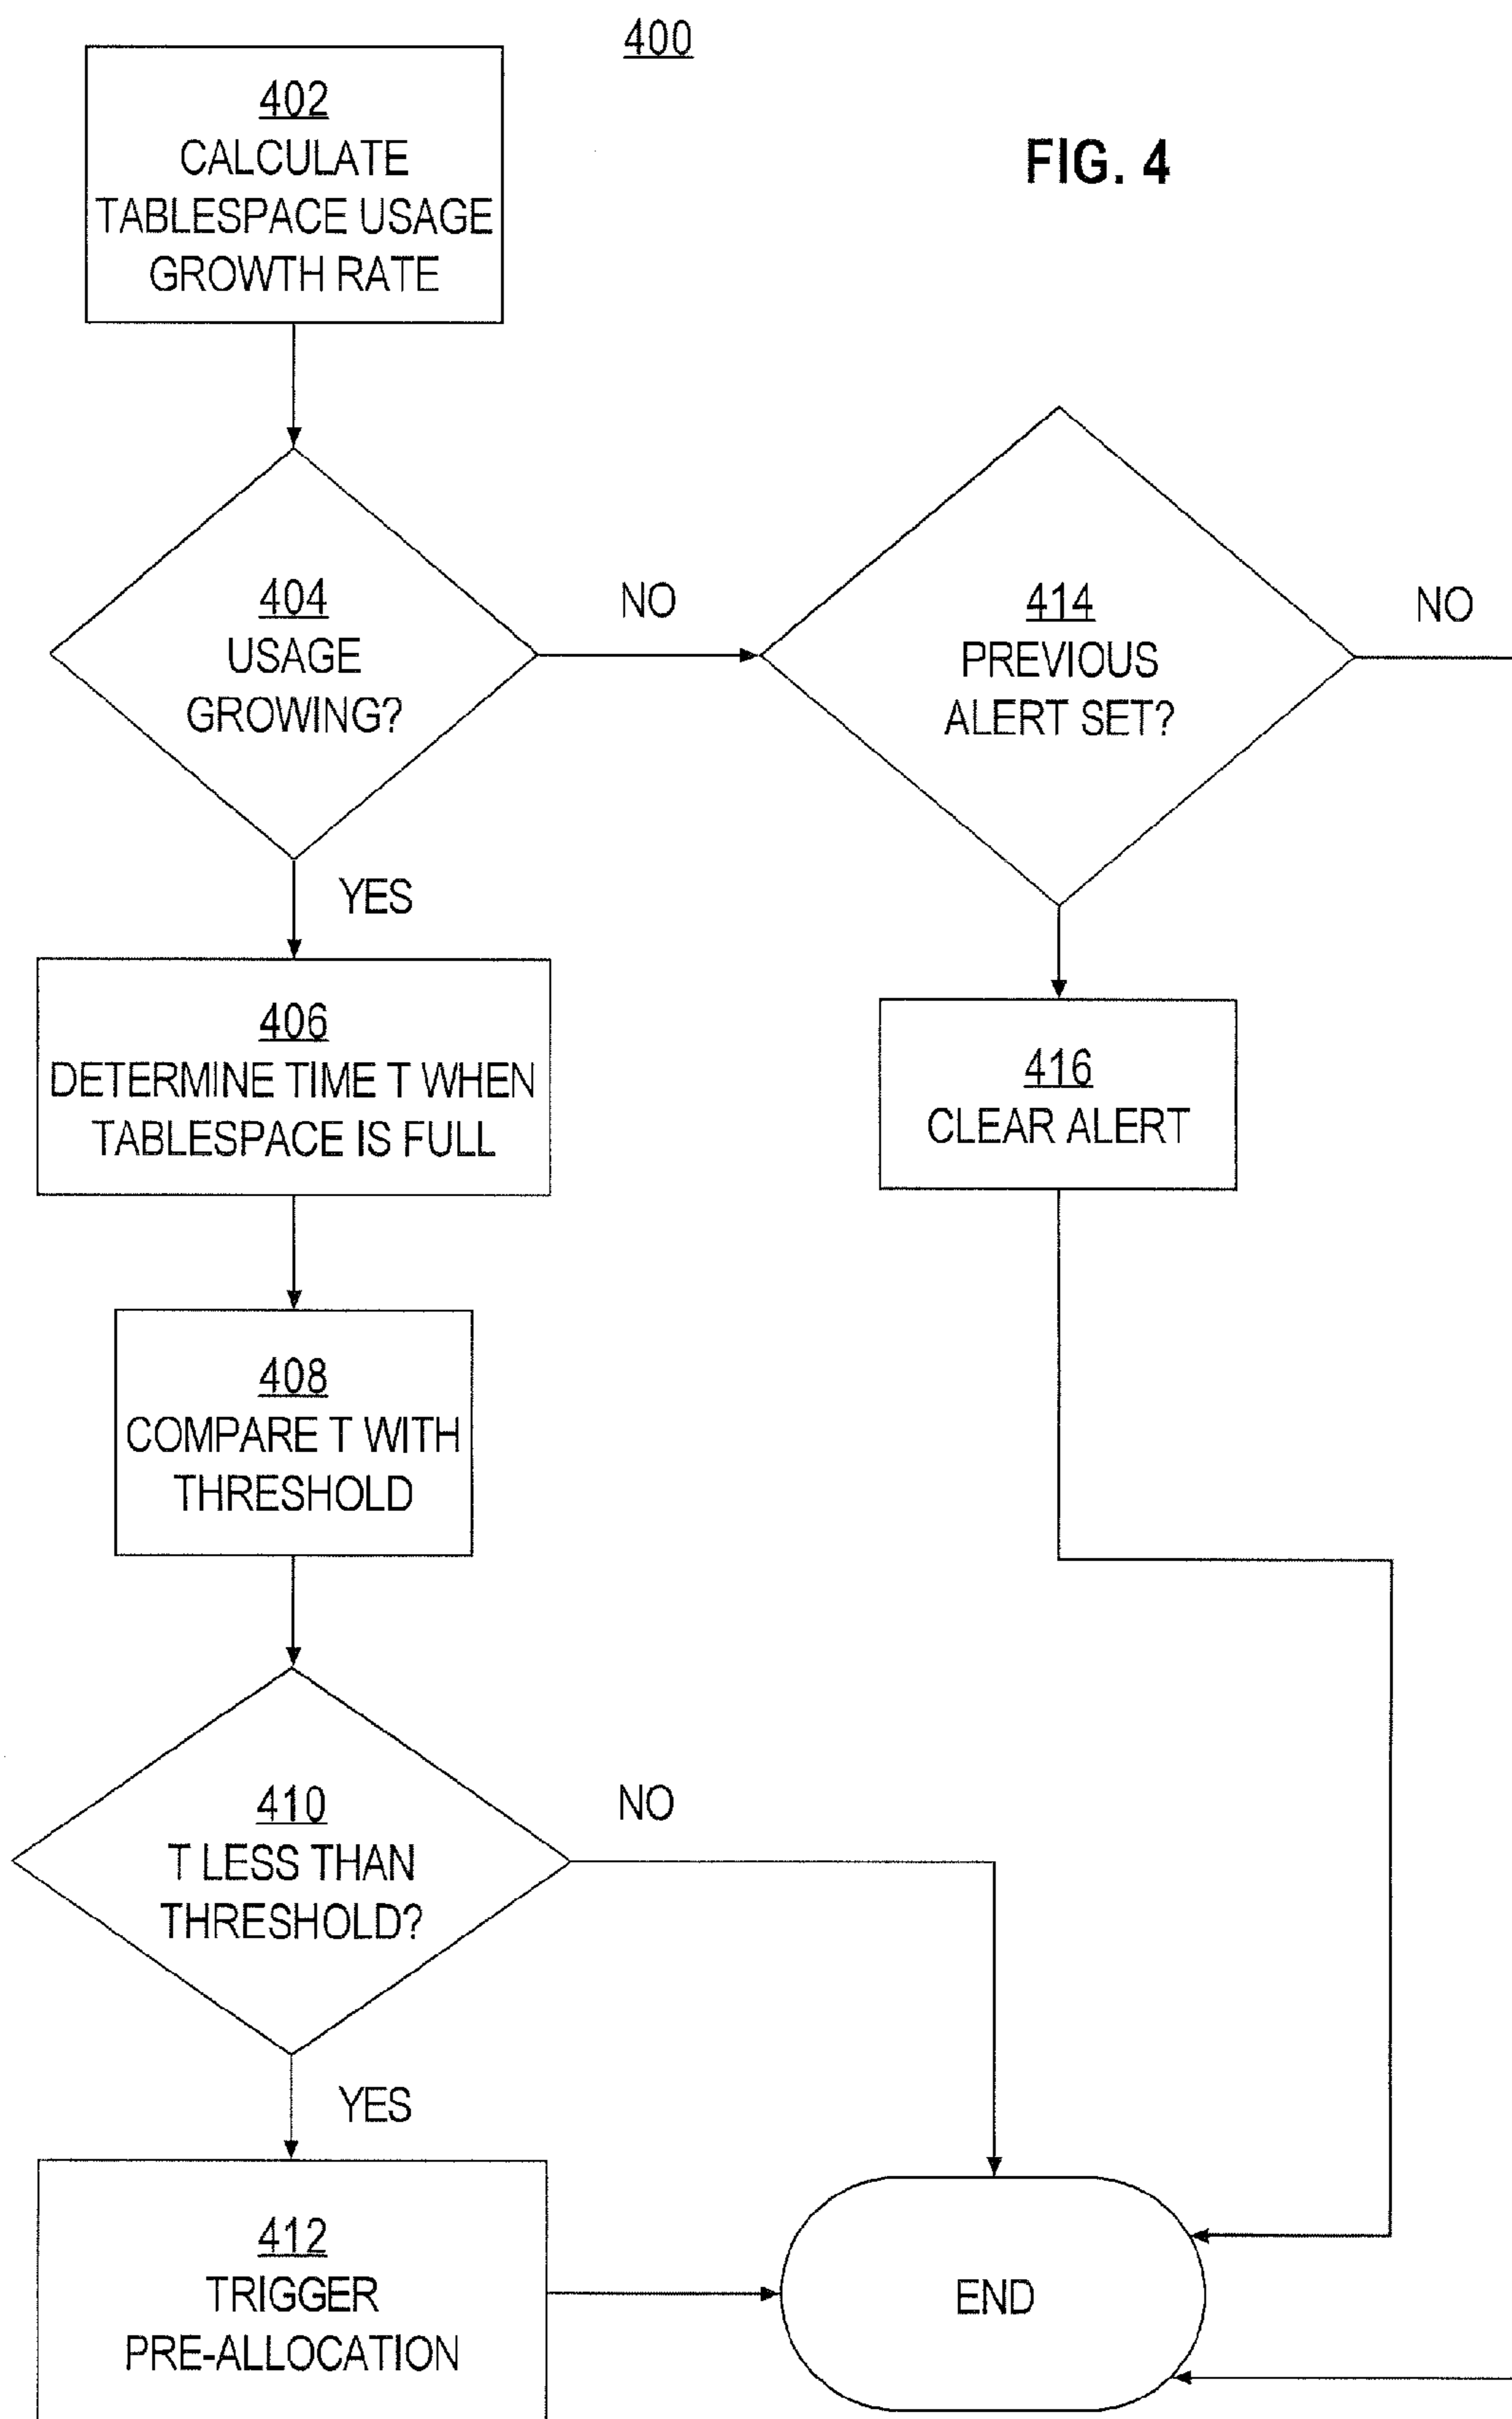 400
FIG. 4
402
CALCULATE
TABLESPACE USAGE
GROWTH RATE
404
USAGE
GROWING?
NO
414
PREVIOUS
ALERT SET?
NO
YES
406
DETERMINE TIME T WHEN
TABLESPACE IS FULL
416
CLEAR ALERT
408
COMPARE T WITH
THRESHOLD
410
T LESS THAN
THRESHOLD?
NO
YES
412
TRIGGER
PRE-ALLOCATION
END